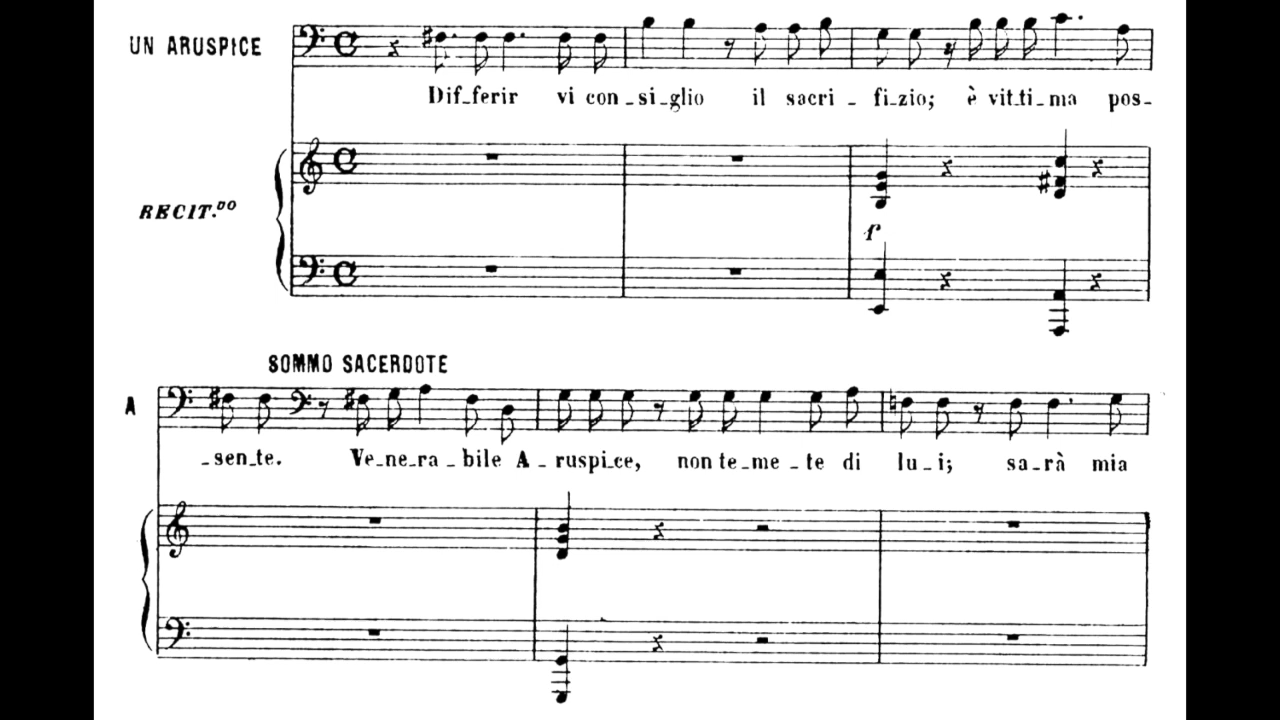 UN ARUSPICE
Dif_ferir vi con_si_glio il sacri_fi_zio; è vit_ti_ma pos_
RECIT.DO
f
SOMMO SACERDOTE
A
_sen_te. Ve_ne_ra_bile A_ruspi_ce, non te_me_te di lu_i; sa_rà mia